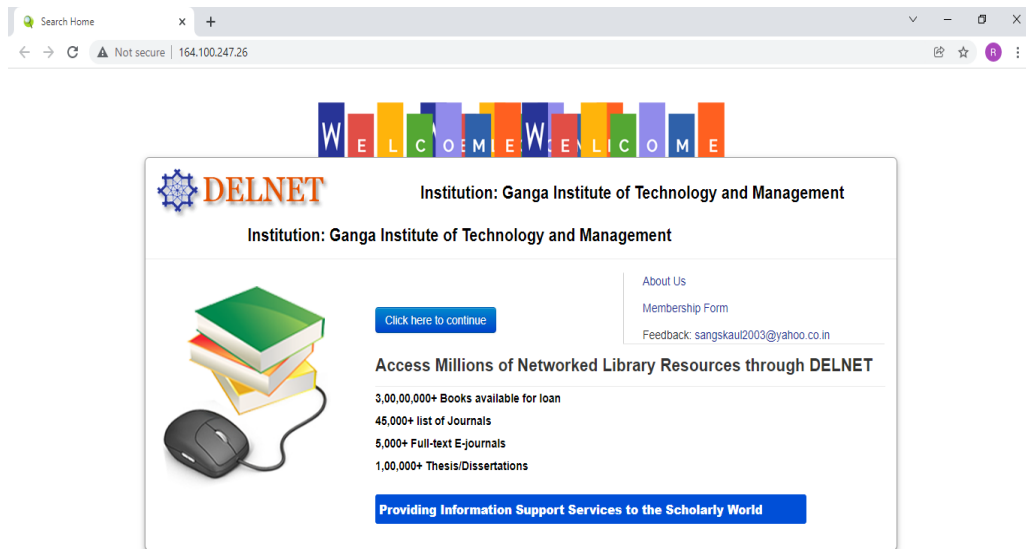 Search Home
Not secure | 164.100.247.26
R
WELCOME WELCOME
DELNET
Institution: Ganga Institute of Technology and Management
Institution: Ganga Institute of Technology and Management
About Us
Click here to continue
Membership Form
Feedback: sangskaul2003@yahoo.co.in
Access Millions of Networked Library Resources through DELNET
3,00,00,000+ Books available for loan
45,000+ list of Journals
5,000+ Full-text E-journals
1,00,000+ Thesis/Dissertations
Providing Information Support Services to the Scholarly World